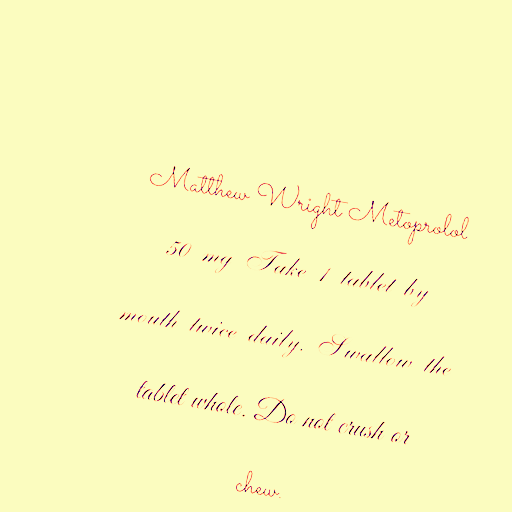 Matthew Wright Metoprolol
50 mg Take 1 tablet by
mouth twice daily. Swallow the
tablet whole. Do not crush or
chew.